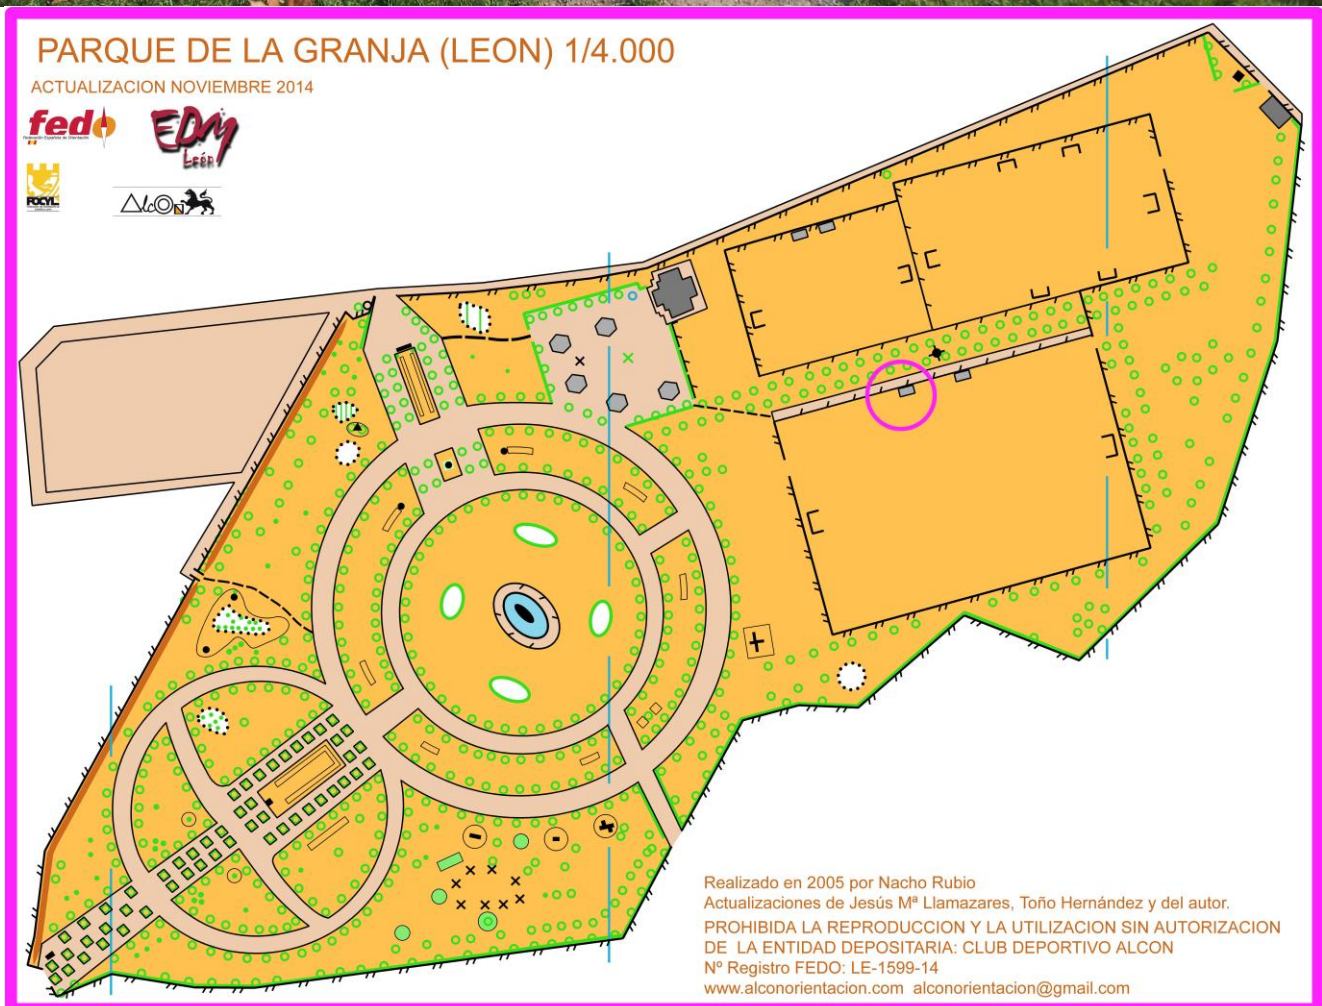 PARQUE DE LA GRANJA (LEON) 1/4.000
ACTUALIZACION NOVIEMBRE 2014
fedo
EDM
León
FOCYL
AlcOn
Realizado en 2005 por Nacho Rubio
Actualizaciones de Jesús Mª Llamazares, Toño Hernández y del autor.
PROHIBIDA LA REPRODUCCION Y LA UTILIZACION SIN AUTORIZACION
DE LA ENTIDAD DEPOSITARIA: CLUB DEPORTIVO ALCON
Nº Registro FEDO: LE-1599-14
www.alconorientacion.com alconorientacion@gmail.com